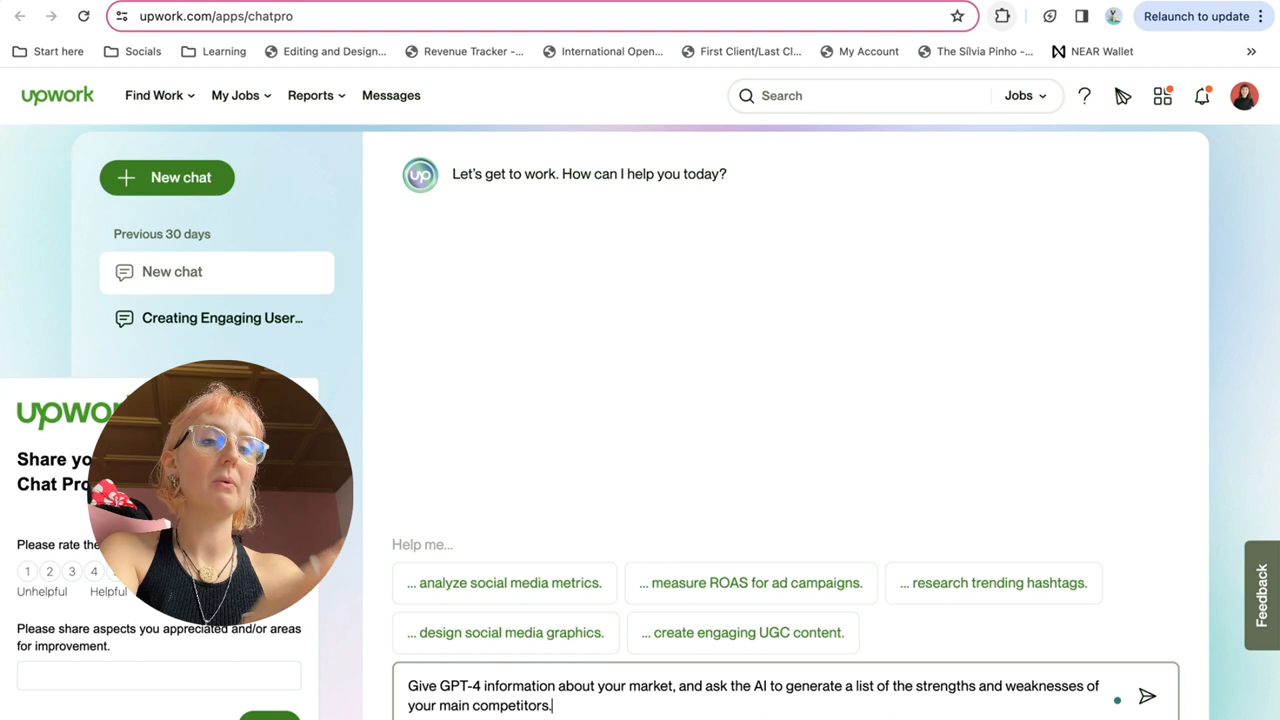 upwork.com/apps/chatpro
Relaunch to update
Start here
Socials
Learning
Editing and Design...
Revenue Tracker -...
International Open...
First Client/Last Cl...
My Account
The Sílvia Pinho -...
NEAR Wallet
upwork
Find Work
My Jobs
Reports
Messages
Search
Jobs
New chat
Previous 30 days
New chat
Creating Engaging User...
up
Let's get to work. How can I help you today?
upwor
Share yo
Chat Pro
Please rate the
1 2 3 4
Unhelpful Helpful
Please share aspects you appreciated and/or areas
for improvement.
Help me...
... analyze social media metrics.
... measure ROAS for ad campaigns.
... research trending hashtags.
... design social media graphics.
... create engaging UGC content.
Give GPT-4 information about your market, and ask the AI to generate a list of the strengths and weaknesses of
your main competitors.
Feedback